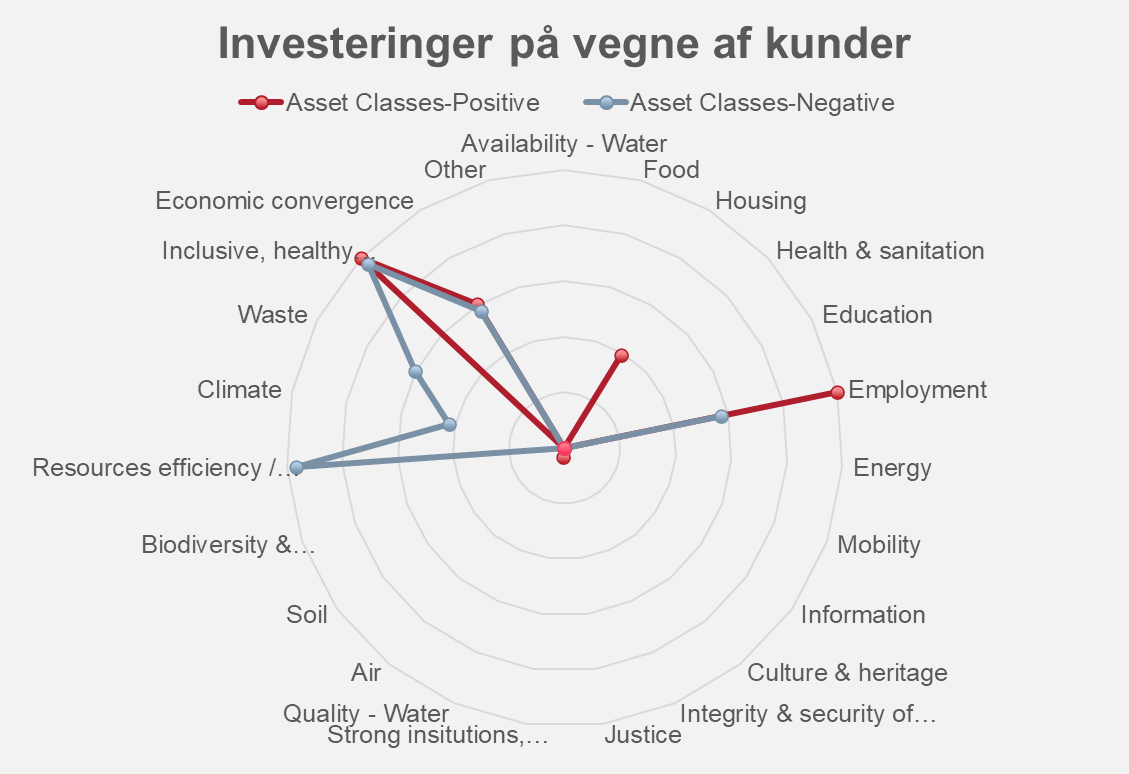 Investeringer på vegne af kunder
Asset Classes-Positive
Asset Classes-Negative
Availability - Water
Food
Housing
Health & sanitation
Education
Employment
Energy
Mobility
Information
Culture & heritage
Integrity & security of…
Justice
Strong insitutions,…
Quality - Water
Air
Soil
Biodiversity &…
Resources efficiency /…
Climate
Waste
Inclusive, healthy…
Economic convergence
Other